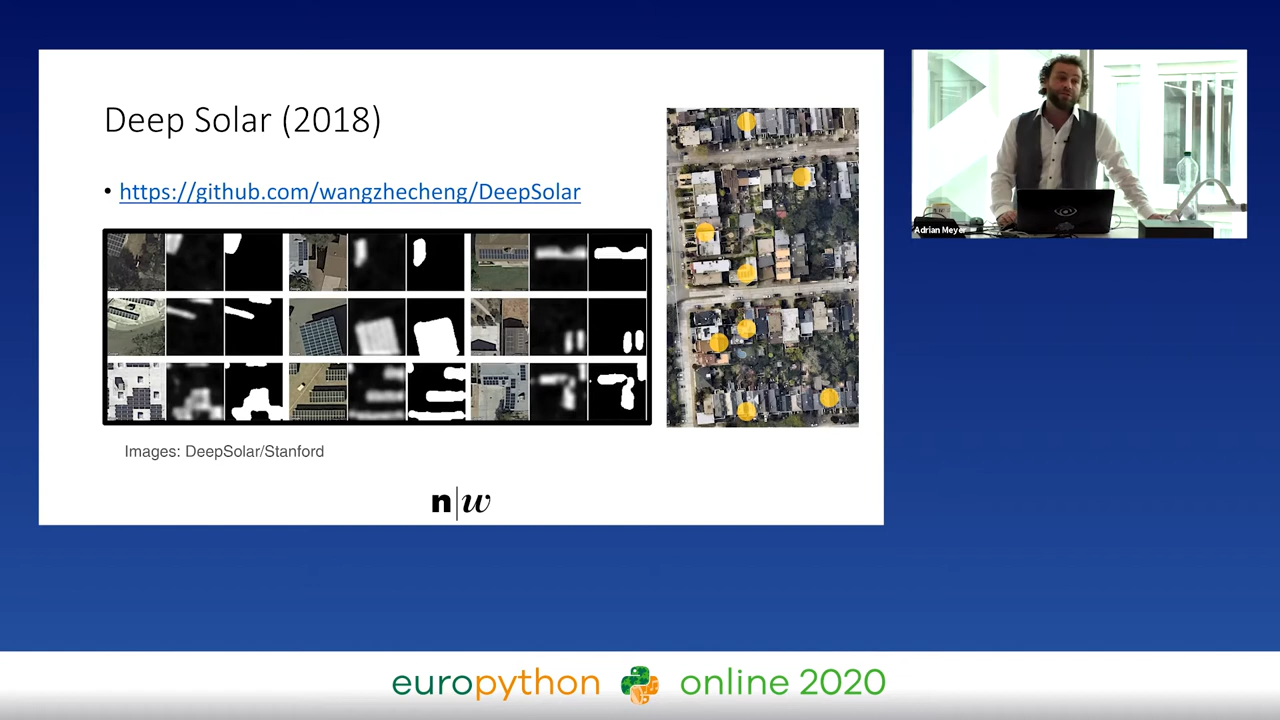 Deep Solar (2018)
• https://github.com/wangzhecheng/DeepSolar
Images: DeepSolar/Stanford
n|w
Adrian Meyer
europython online 2020